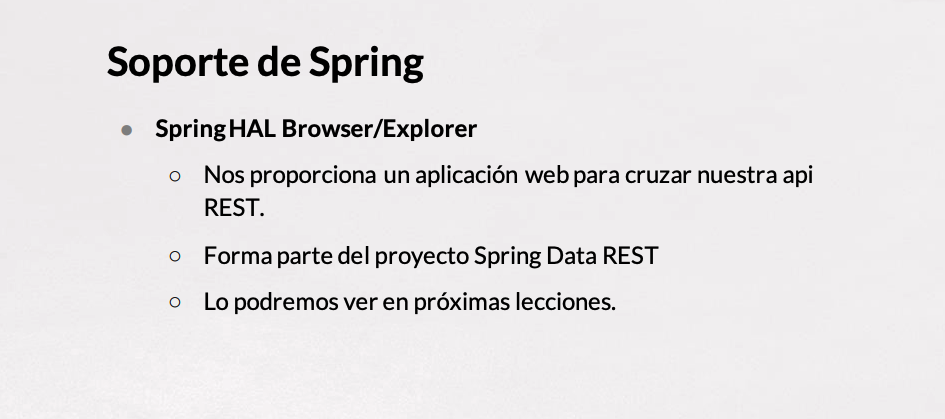 Soporte de Spring
● Spring HAL Browser/Explorer
○ Nos proporciona un aplicación web para cruzar nuestra api
REST.
○ Forma parte del proyecto Spring Data REST
○ Lo podremos ver en próximas lecciones.